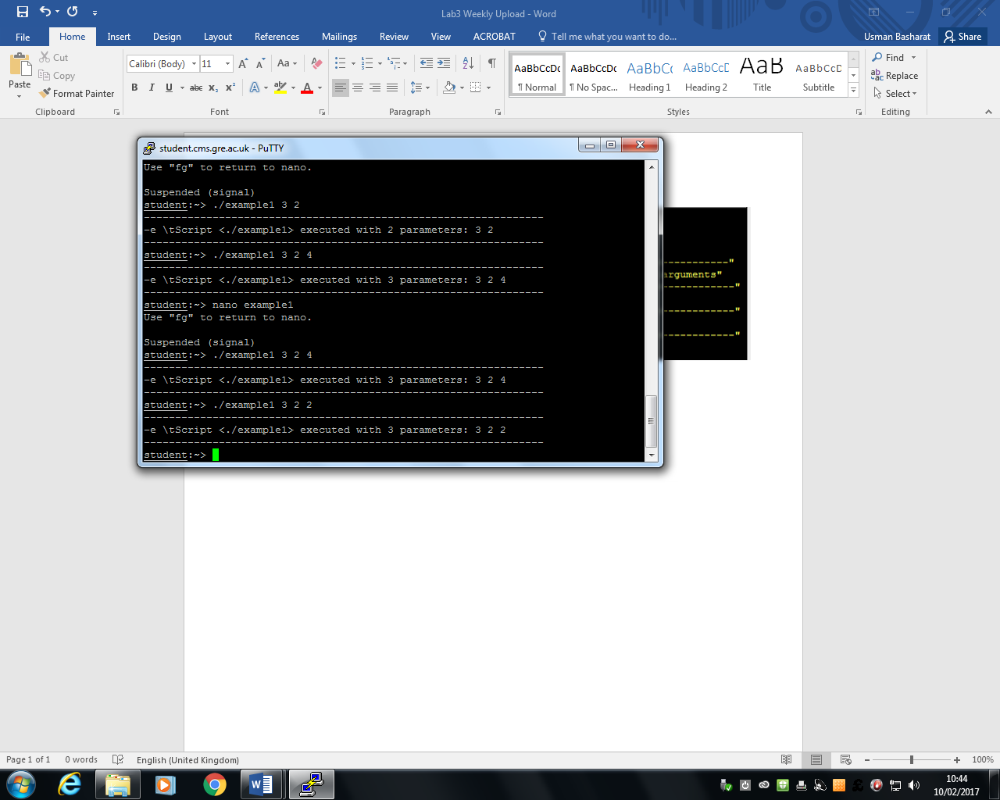 Lab3 Weekly Upload - Word
File Home Insert Design Layout References Mailings Review View ACROBAT Tell me what you want to do... Usman Basharat Share
Paste
Cut
Copy
Format Painter
Clipboard
Calibri (Body) 11
Font
Paragraph
AaBbCcDc AaBbCcDc AaBbCc AaBbCcD AaB AaBbCcD
¶ Normal ¶ No Spac... Heading 1 Heading 2 Title Subtitle
Styles
Find
Replace
Select
Editing
student.cms.gre.ac.uk - PuTTY
Use "fg" to return to nano.
Suspended (signal)
student:~> ./example1 3 2
----------------------------------------------------------------
-e \tScript <./example1> executed with 2 parameters: 3 2
----------------------------------------------------------------
student:~> ./example1 3 2 4
----------------------------------------------------------------
-e \tScript <./example1> executed with 3 parameters: 3 2 4
----------------------------------------------------------------
student:~> nano example1
Use "fg" to return to nano.
Suspended (signal)
student:~> ./example1 3 2 4
----------------------------------------------------------------
-e \tScript <./example1> executed with 3 parameters: 3 2 4
----------------------------------------------------------------
student:~> ./example1 3 2 2
----------------------------------------------------------------
-e \tScript <./example1> executed with 3 parameters: 3 2 2
----------------------------------------------------------------
student:~>
-----------"
arguments"
------------"
------------"
------------"
Page 1 of 1 0 words English (United Kingdom) 100%
10:44
10/02/2017